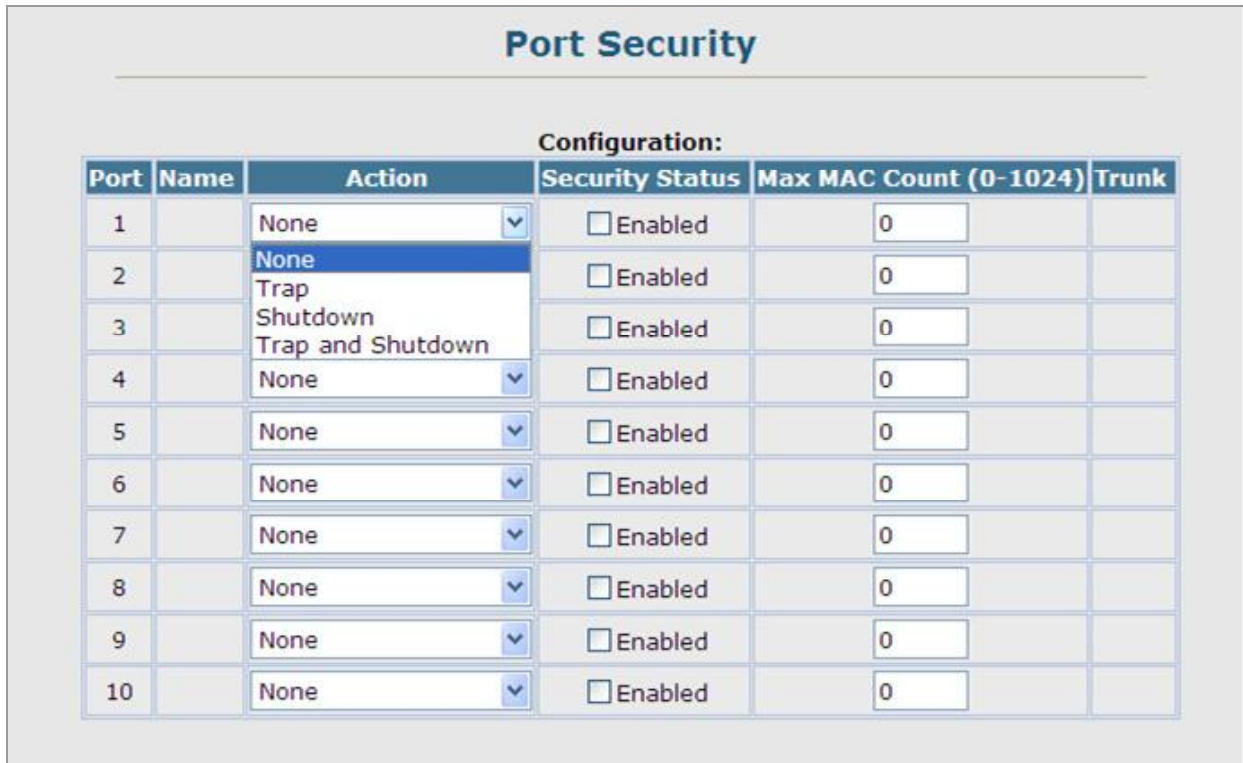 Port Security
Configuration:
Port Name Action Security Status Max MAC Count (0-1024) Trunk
1 None Enabled 0
None
2 Enabled 0
Trap
Shutdown
3 Enabled 0
Trap and Shutdown
4 None Enabled 0
5 None Enabled 0
6 None Enabled 0
7 None Enabled 0
8 None Enabled 0
9 None Enabled 0
10 None Enabled 0